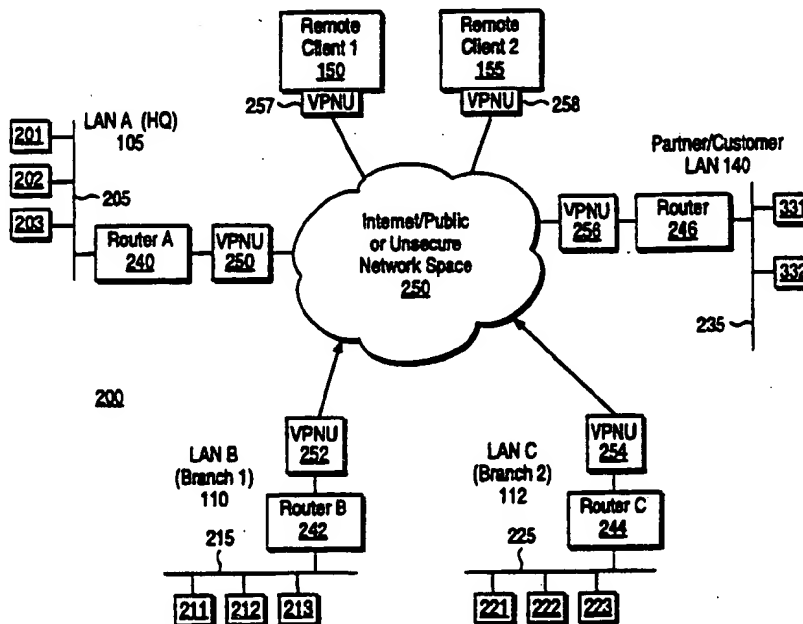 Remote
Client 1
150
VPNU
257
Remote
Client 2
155
VPNU
258
LAN A (HQ)
105
201
202
203
205
Router A
240
VPNU
250
Internet/Public
or Unsecure
Network Space
250
Partner/Customer
LAN 140
VPNU
256
Router
246
331
332
235
200
VPNU
252
LAN B
(Branch 1)
110
Router B
242
215
211
212
213
VPNU
254
LAN C
(Branch 2)
112
Router C
244
225
221
222
223